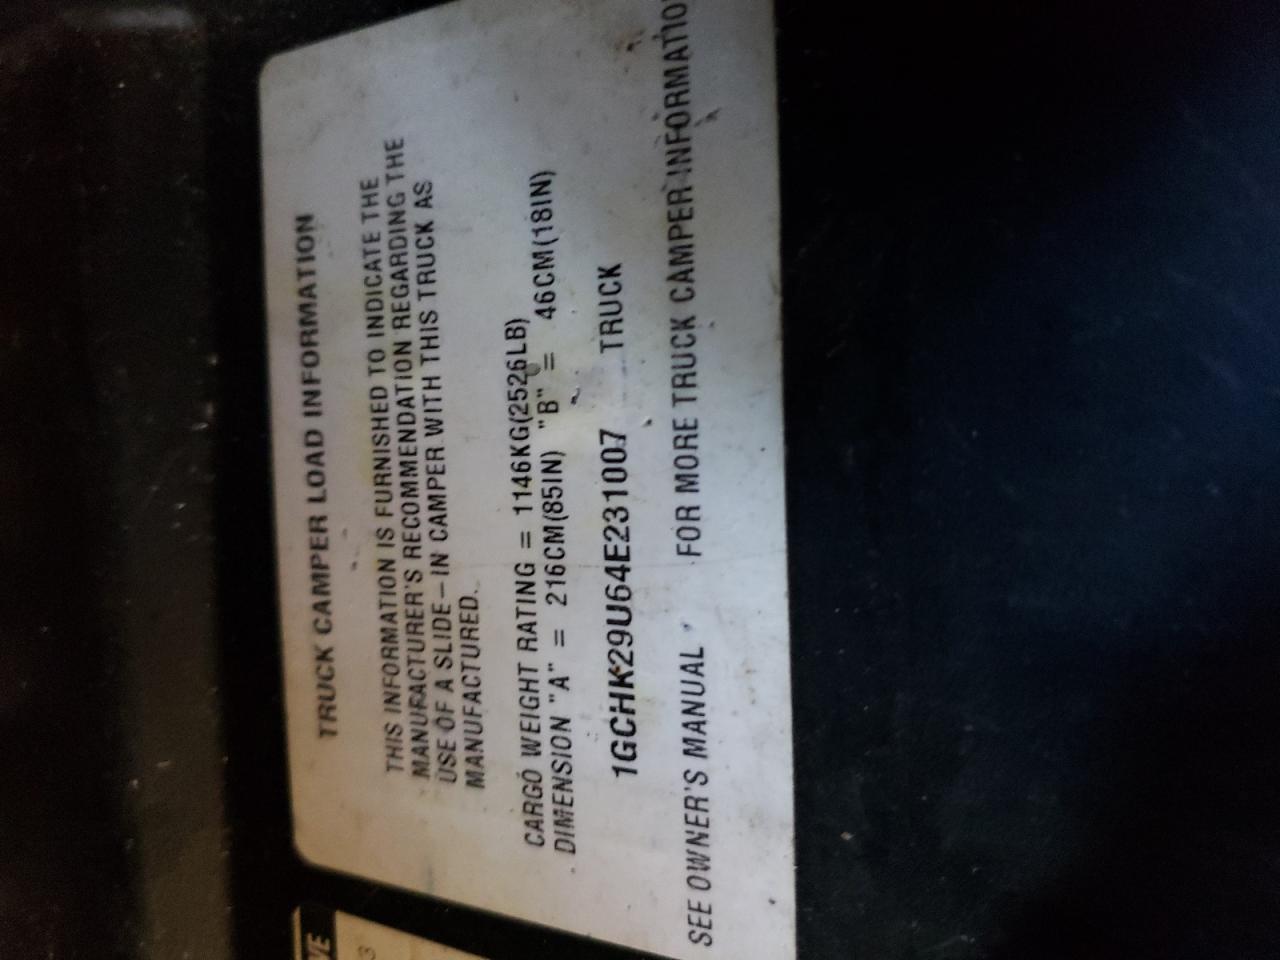 TRUCK CAMPER LOAD INFORMATION
THIS INFORMATION IS FURNISHED TO INDICATE THE
MANUFACTURER'S RECOMMENDATION REGARDING THE
USE OF A SLIDE-IN CAMPER WITH THIS TRUCK AS
MANUFACTURED.
CARGO WEIGHT RATING = 1146KG(2526LB)
DIMENSION "A" = 216CM(85IN) "B" = 46CM(18IN)
1GCHK29U64E231007 TRUCK
SEE OWNER'S MANUAL FOR MORE TRUCK CAMPER INFORMATION